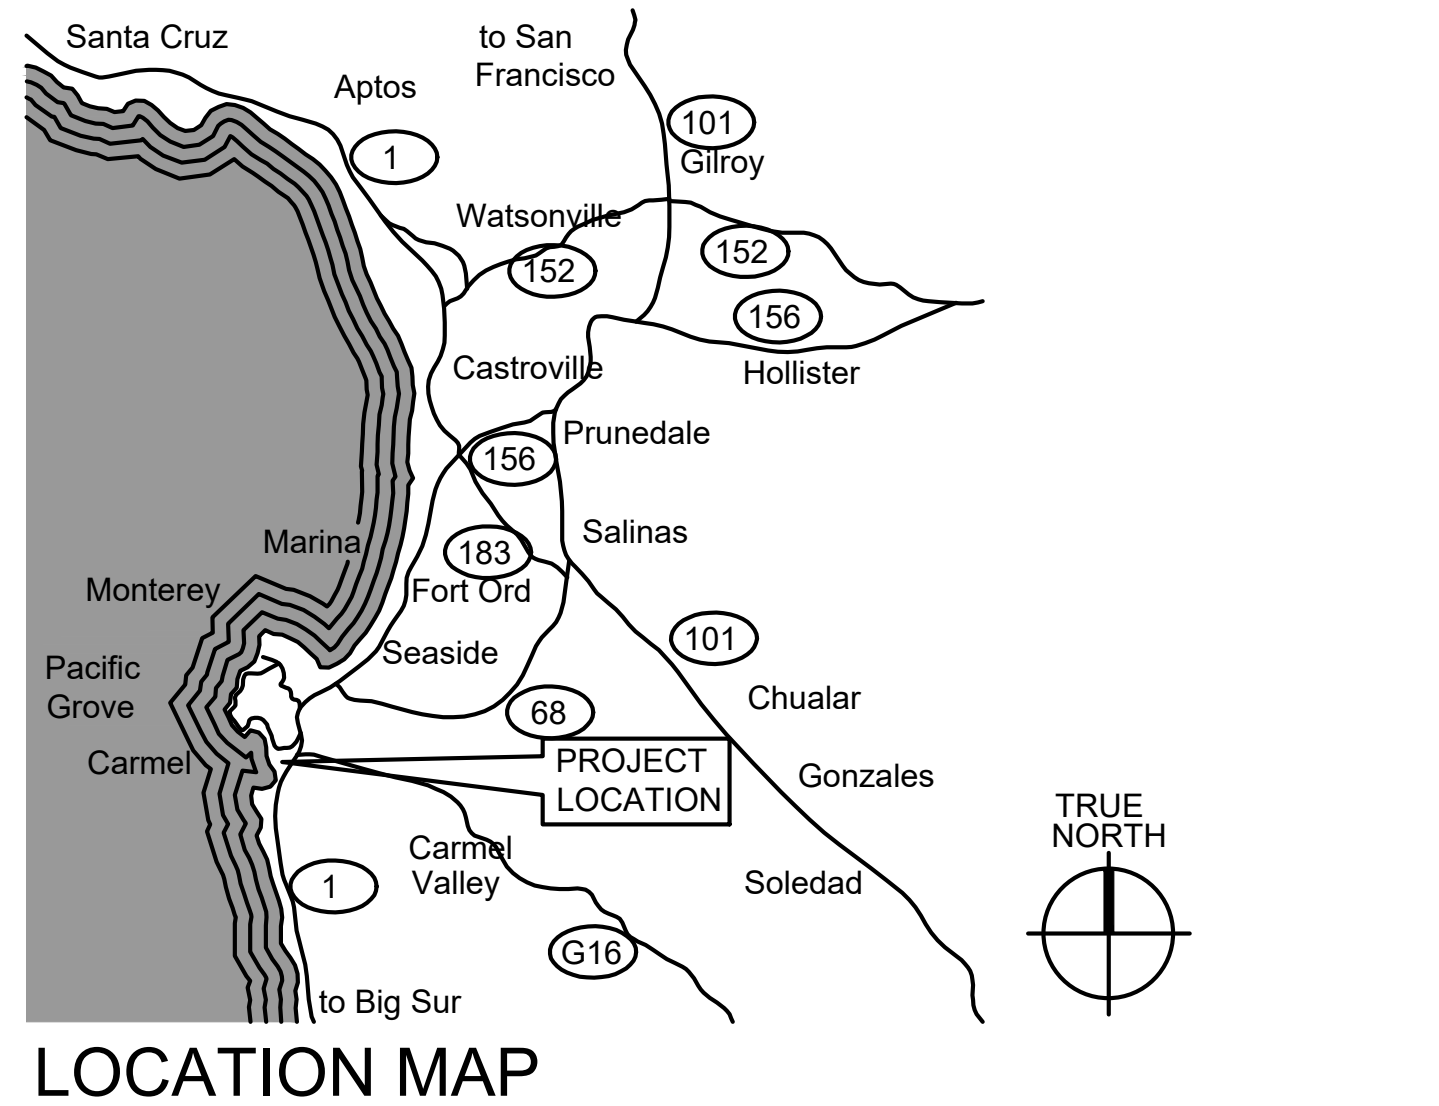 Santa Cruz
to San
Francisco
Aptos
101
1
Gilroy
Watsonville
152
152
156
Castroville
Hollister
Prunedale
156
Salinas
Marina
183
Monterey
Fort Ord
101
Seaside
Pacific
Grove
Chualar
68
Carmel
PROJECT
LOCATION
Gonzales
TRUE
NORTH
Carmel
Valley
1
Soledad
G16
to Big Sur
LOCATION MAP